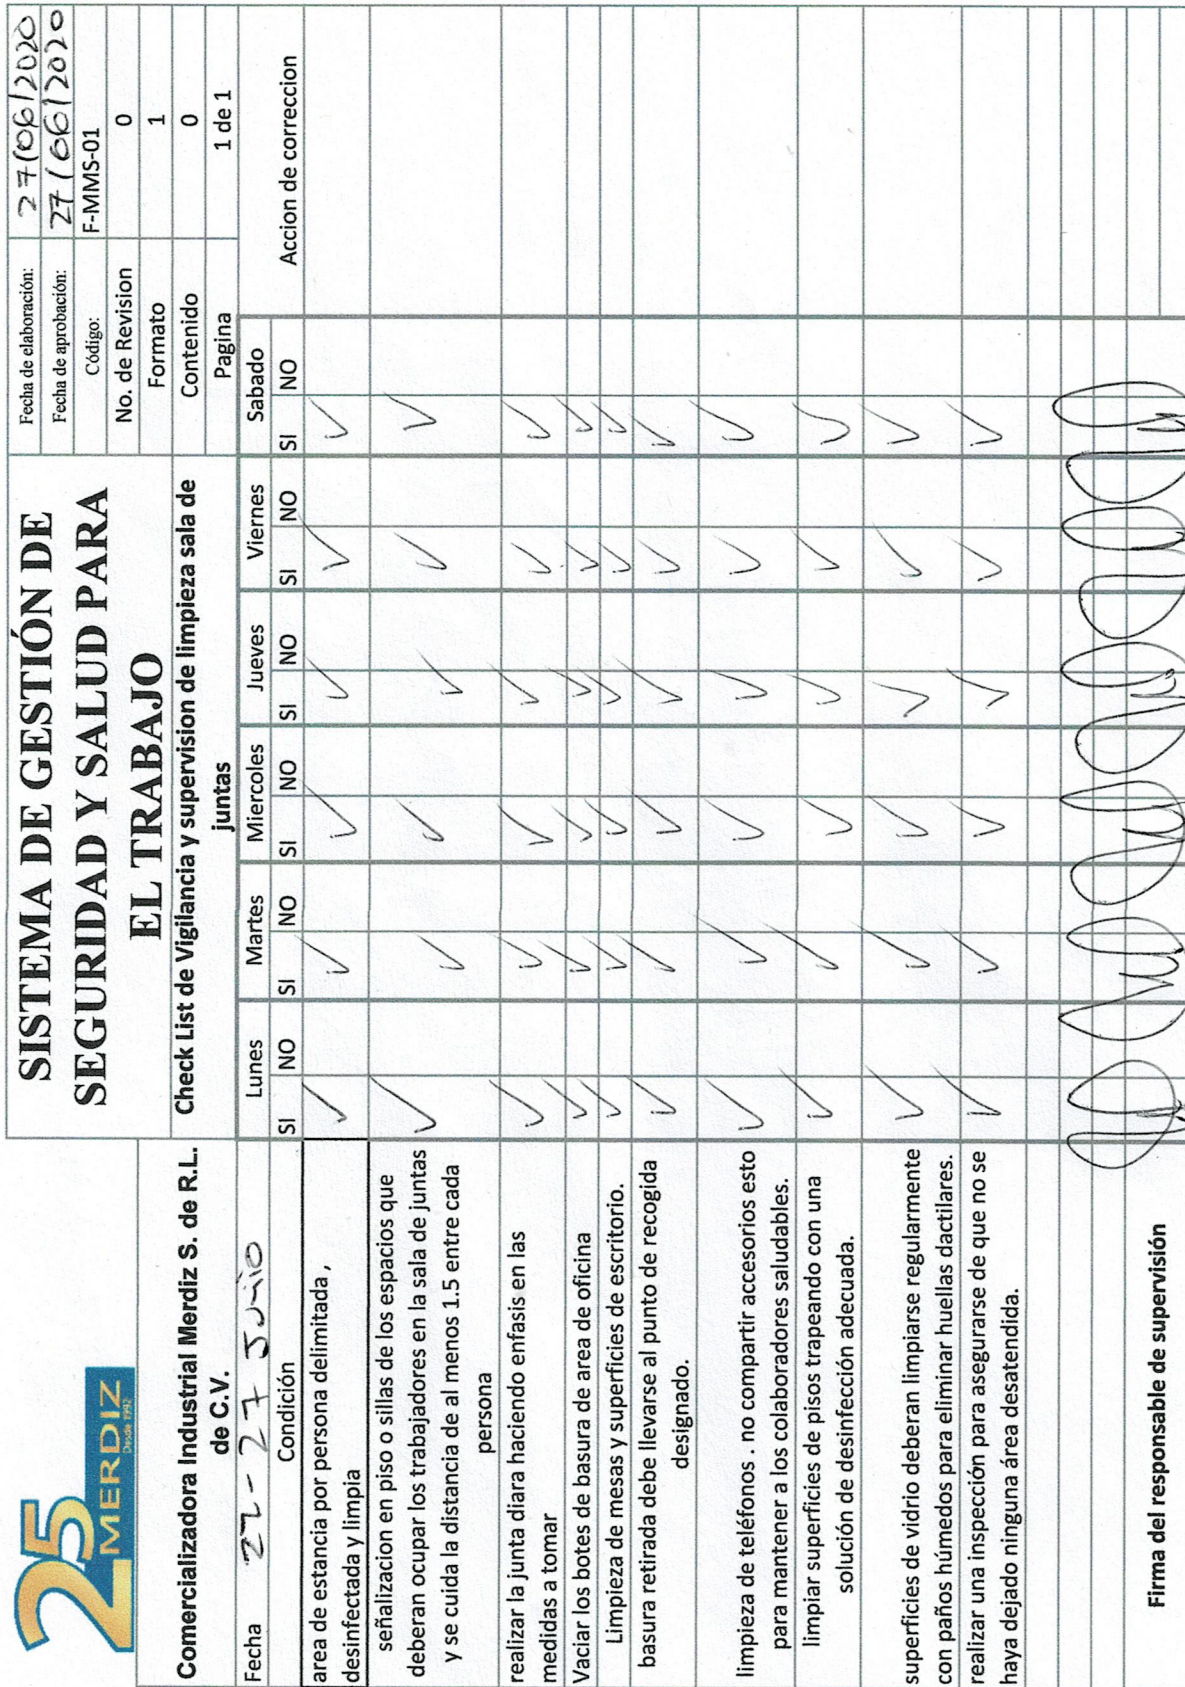 25
MERDIZ
Desde 1992
SISTEMA DE GESTIÓN DE
SEGURIDAD Y SALUD PARA
EL TRABAJO
Fecha de elaboración: 27/06/2020
Fecha de aprobación: 27/06/2020
Código: F-MMS-01
No. de Revision 0
Formato 1
Contenido 0
Pagina 1 de 1
Comercializadora Industrial Merdiz S. de R.L.
de C.V.
Check List de Vigilancia y supervision de limpieza sala de
juntas
Fecha 22-27 Junio
Lunes Martes Miercoles Jueves Viernes Sabado
Condición
SI NO SI NO SI NO SI NO SI NO SI NO
Accion de correccion
area de estancia por persona delimitada ,
desinfectada y limpia
señalizacion en piso o sillas de los espacios que
deberan ocupar los trabajadores en la sala de juntas
y se cuida la distancia de al menos 1.5 entre cada
persona
realizar la junta diara haciendo enfasis en las
medidas a tomar
Vaciar los botes de basura de area de oficina
Limpieza de mesas y superficies de escritorio.
basura retirada debe llevarse al punto de recogida
designado.
limpieza de teléfonos . no compartir accesorios esto
para mantener a los colaboradores saludables.
limpiar superficies de pisos trapeando con una
solución de desinfección adecuada.
superficies de vidrio deberan limpiarse regularmente
con paños húmedos para eliminar huellas dactilares.
realizar una inspección para asegurarse de que no se
haya dejado ninguna área desatendida.
Firma del responsable de supervisión